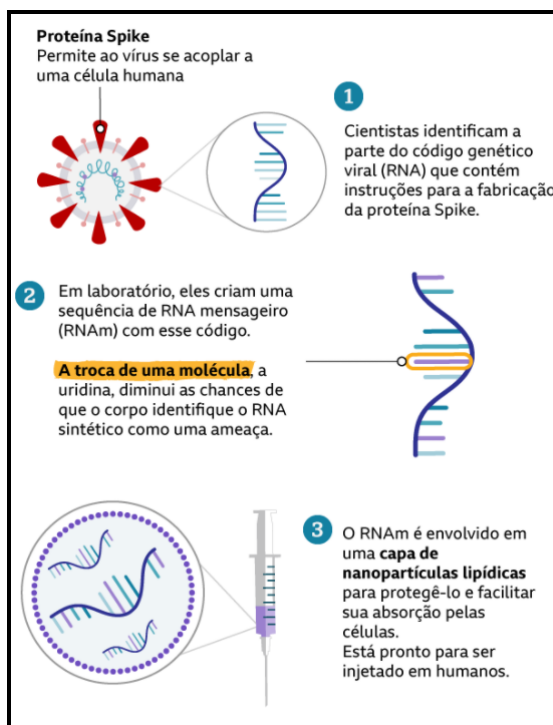 Proteína Spike
Permite ao vírus se acoplar a
uma célula humana
1
Cientistas identificam a
parte do código genético
viral (RNA) que contém
instruções para a fabricação
da proteína Spike.
2
Em laboratório, eles criam uma
sequência de RNA mensageiro
(RNAm) com esse código.
A troca de uma molécula, a
uridina, diminui as chances de
que o corpo identifique o RNA
sintético como uma ameaça.
3
O RNAm é envolvido em
uma capa de
nanopartículas lipídicas
para protegê-lo e facilitar
sua absorção pelas
células.
Está pronto para ser
injetado em humanos.